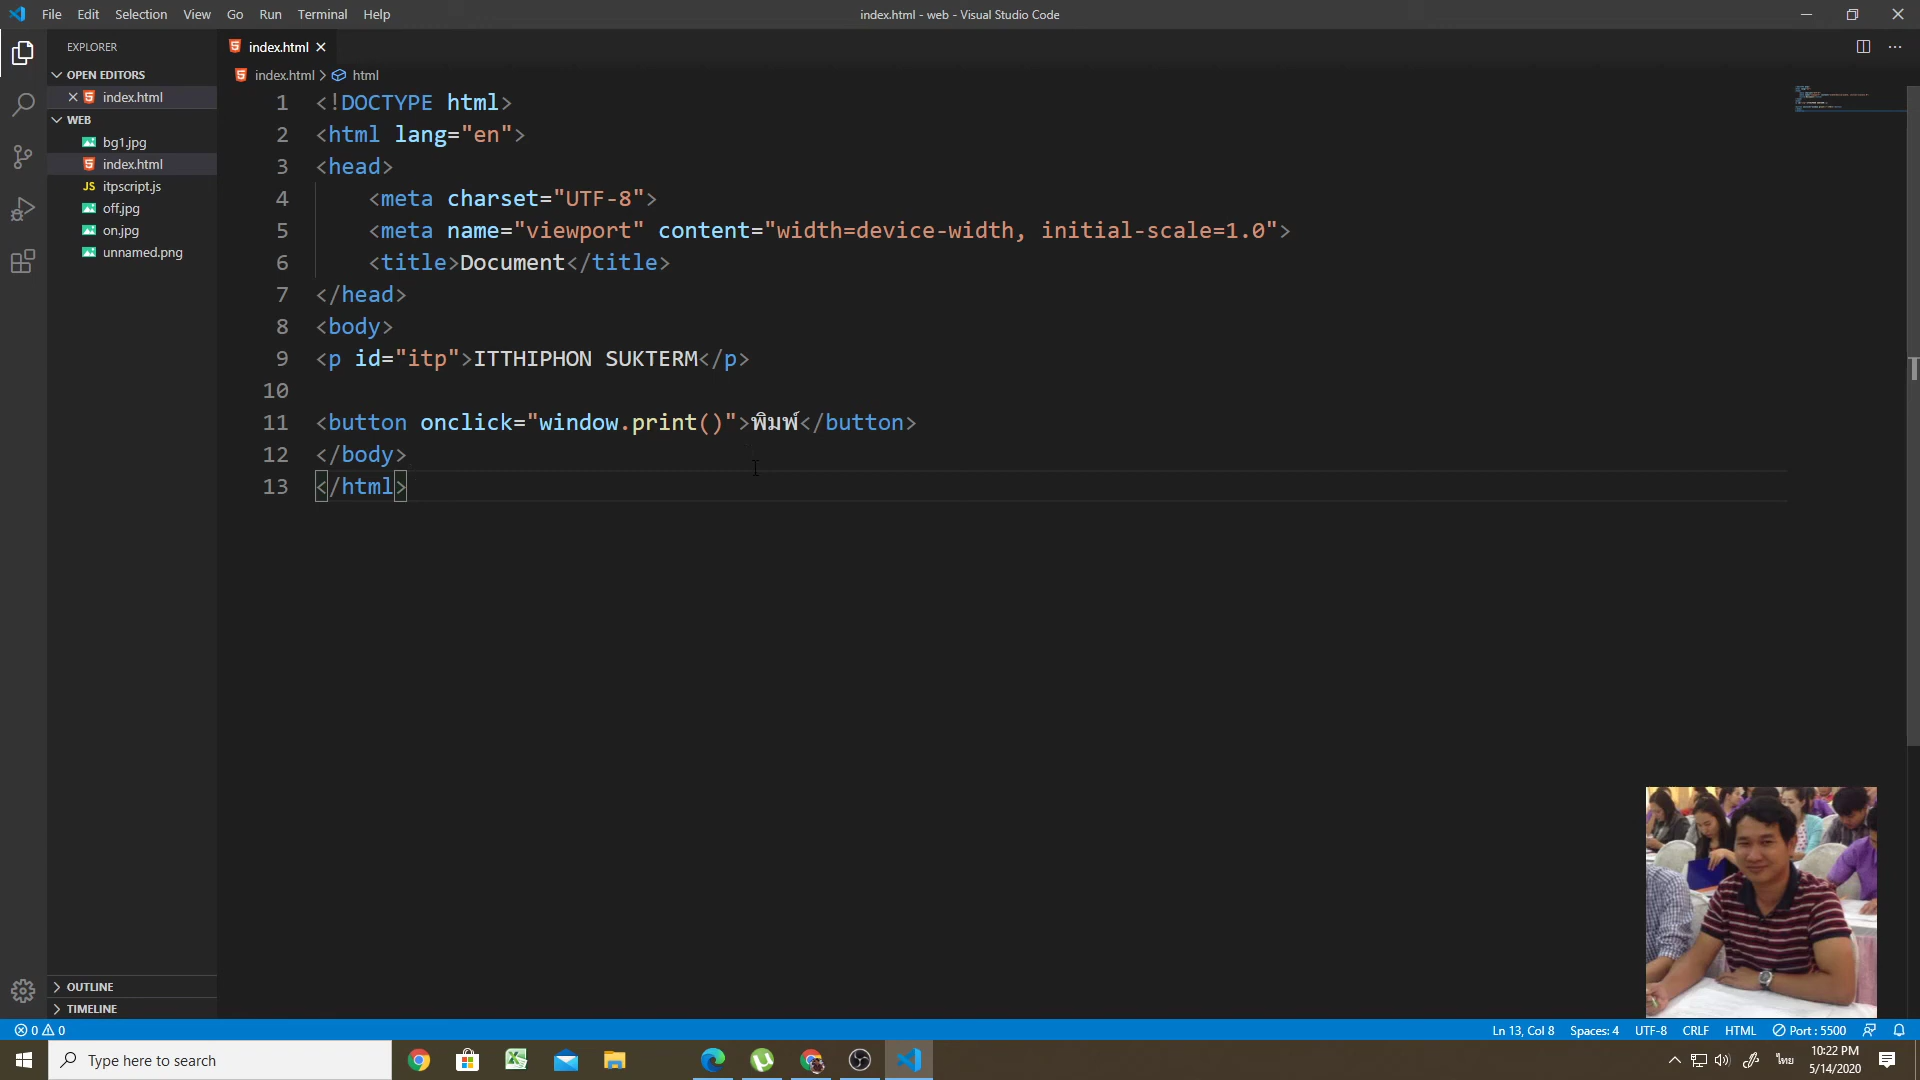 File Edit Selection View Go Run Terminal Help
index.html - web - Visual Studio Code
EXPLORER
OPEN EDITORS
index.html
WEB
bg1.jpg
index.html
JS itpscript.js
off.jpg
on.jpg
unnamed.png
OUTLINE
TIMELINE
index.html
index.html > html
1 <!DOCTYPE html>
2 <html lang="en">
3 <head>
4 <meta charset="UTF-8">
5 <meta name="viewport" content="width=device-width, initial-scale=1.0">
6 <title>Document</title>
7 </head>
8 <body>
9 <p id="itp">ITTHIPHON SUKTERM</p>
10
11 <button onclick="window.print()">พิมพ์</button>
12 </body>
13 </html>
0 0
Ln 13, Col 8 Spaces: 4 UTF-8 CRLF HTML Port : 5500
Type here to search
ไทย
10:22 PM
5/14/2020